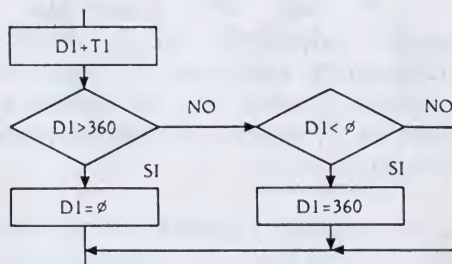 D1+T1
D1>360
NO
D1<ø
NO
SI
SI
D1=ø
D1=360